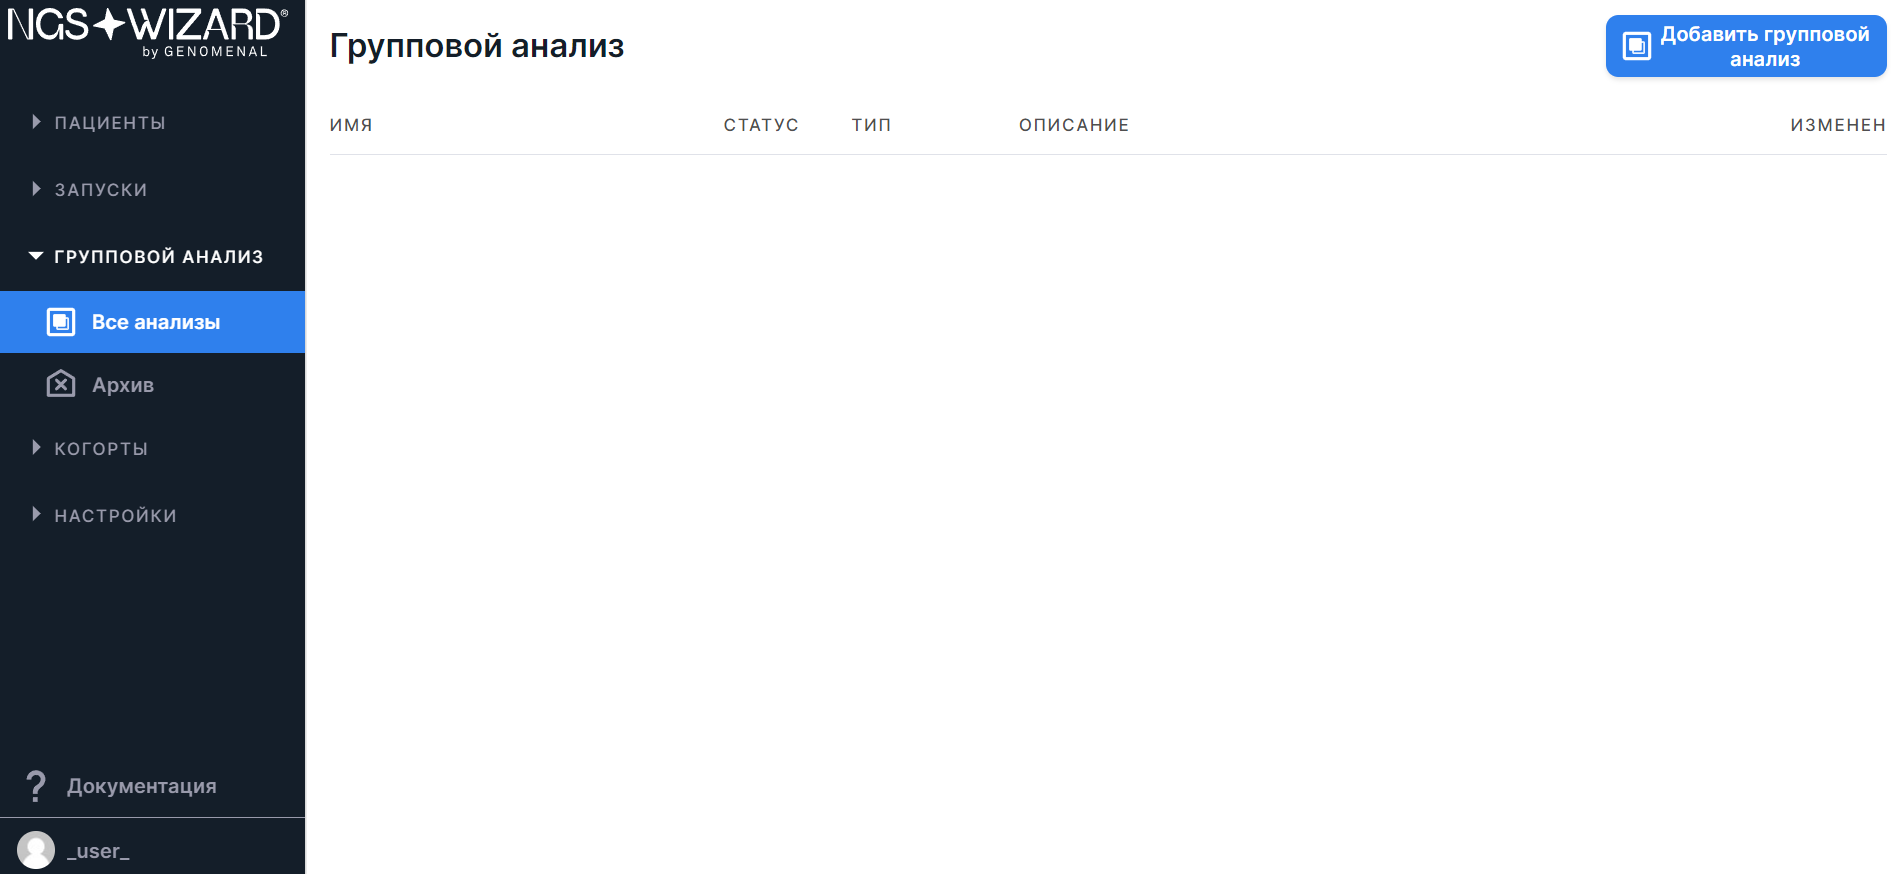 NGS WIZARD®
by GENOMENAL
ПАЦИЕНТЫ
ЗАПУСКИ
ГРУППОВОЙ АНАЛИЗ
Все анализы
Архив
КОГОРТЫ
НАСТРОЙКИ
Документация
_user_
Групповой анализ
Добавить групповой
анализ
ИМЯ СТАТУС ТИП ОПИСАНИЕ ИЗМЕНЕН